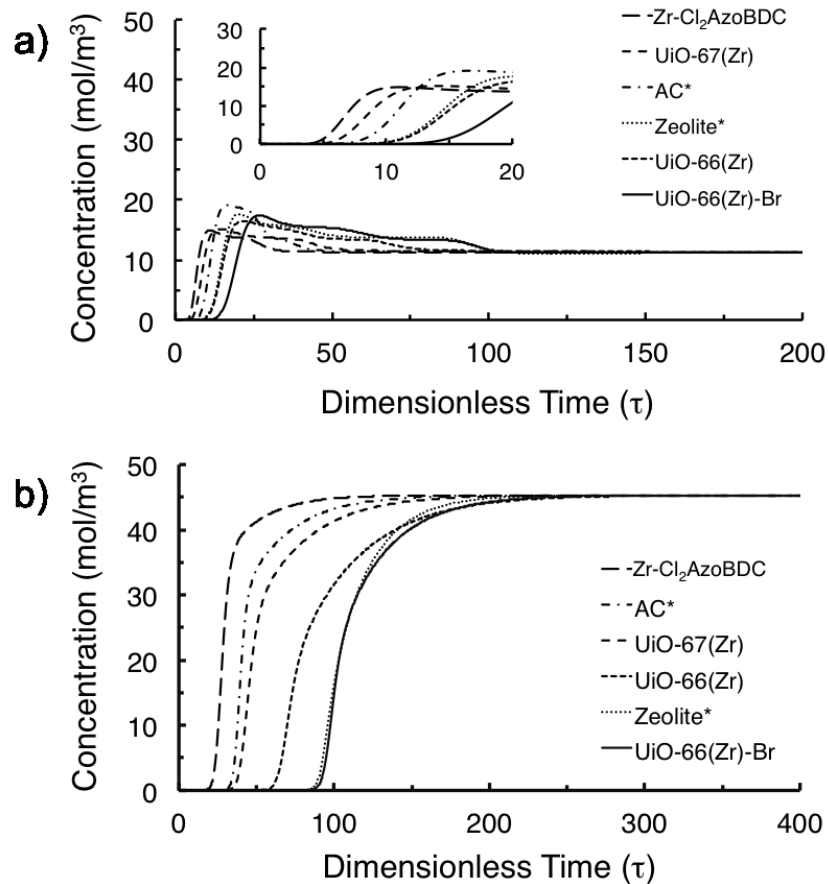 a)
Concentration (mol/m³)
50
40
30
20
10
0
30
20
10
0
0 10 20
Zr-Cl₂AzoBDC
UiO-67(Zr)
AC*
Zeolite*
UiO-66(Zr)
UiO-66(Zr)-Br
0 50 100 150 200
Dimensionless Time (τ)
b)
Concentration (mol/m³)
50
40
30
20
10
0
Zr-Cl₂AzoBDC
AC*
UiO-67(Zr)
UiO-66(Zr)
Zeolite*
UiO-66(Zr)-Br
0 100 200 300 400
Dimensionless Time (τ)